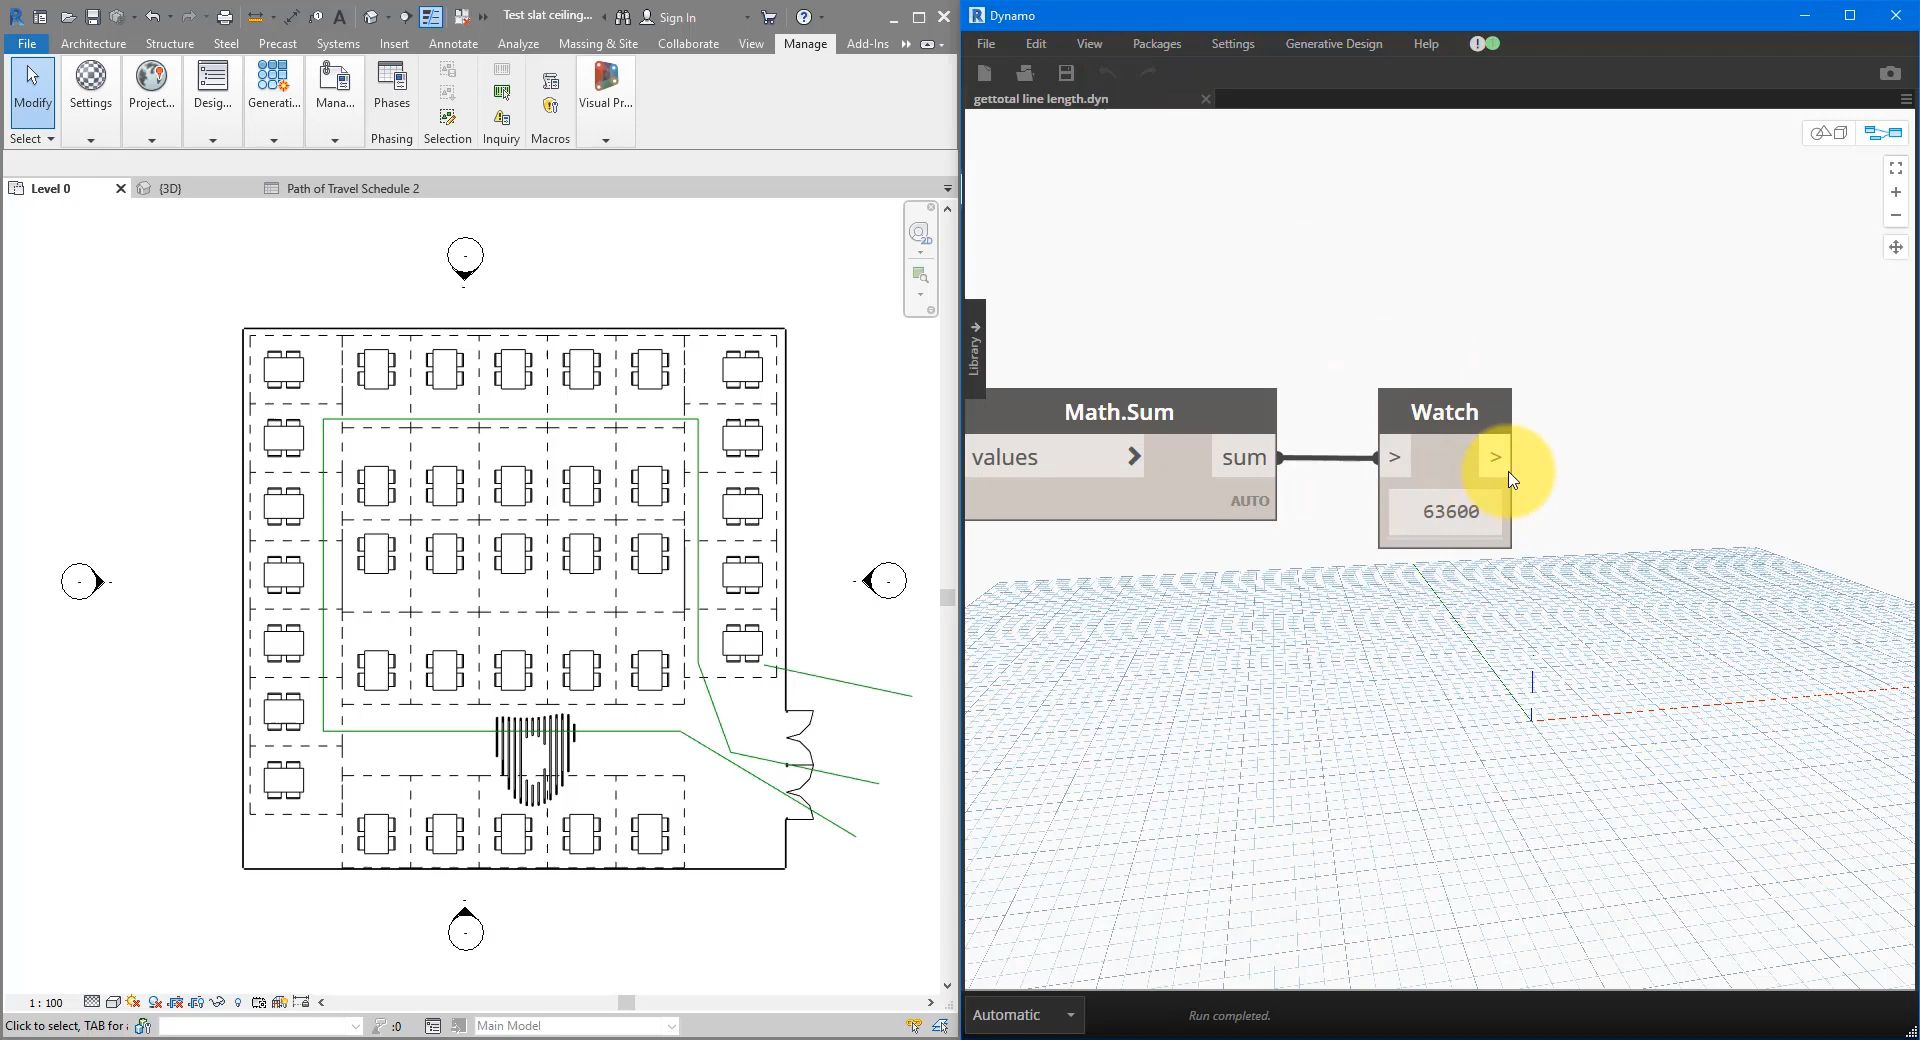 Test slat ceiling...
Sign In
File
Architecture
Structure
Steel
Precast
Systems
Insert
Annotate
Analyze
Massing & Site
Collaborate
View
Manage
Add-Ins
Modify
Settings
Project...
Desig...
Generati...
Mana...
Phases
Visual Pr...
Select
Phasing
Selection
Inquiry
Macros
Level 0
{3D}
Path of Travel Schedule 2
2D
1 : 100
Click to select, TAB for a
:0
Main Model
Dynamo
File
Edit
View
Packages
Settings
Generative Design
Help
gettotal line length.dyn
Library
Math.Sum
values
sum
AUTO
Watch
>
>
63600
Automatic
Run completed.